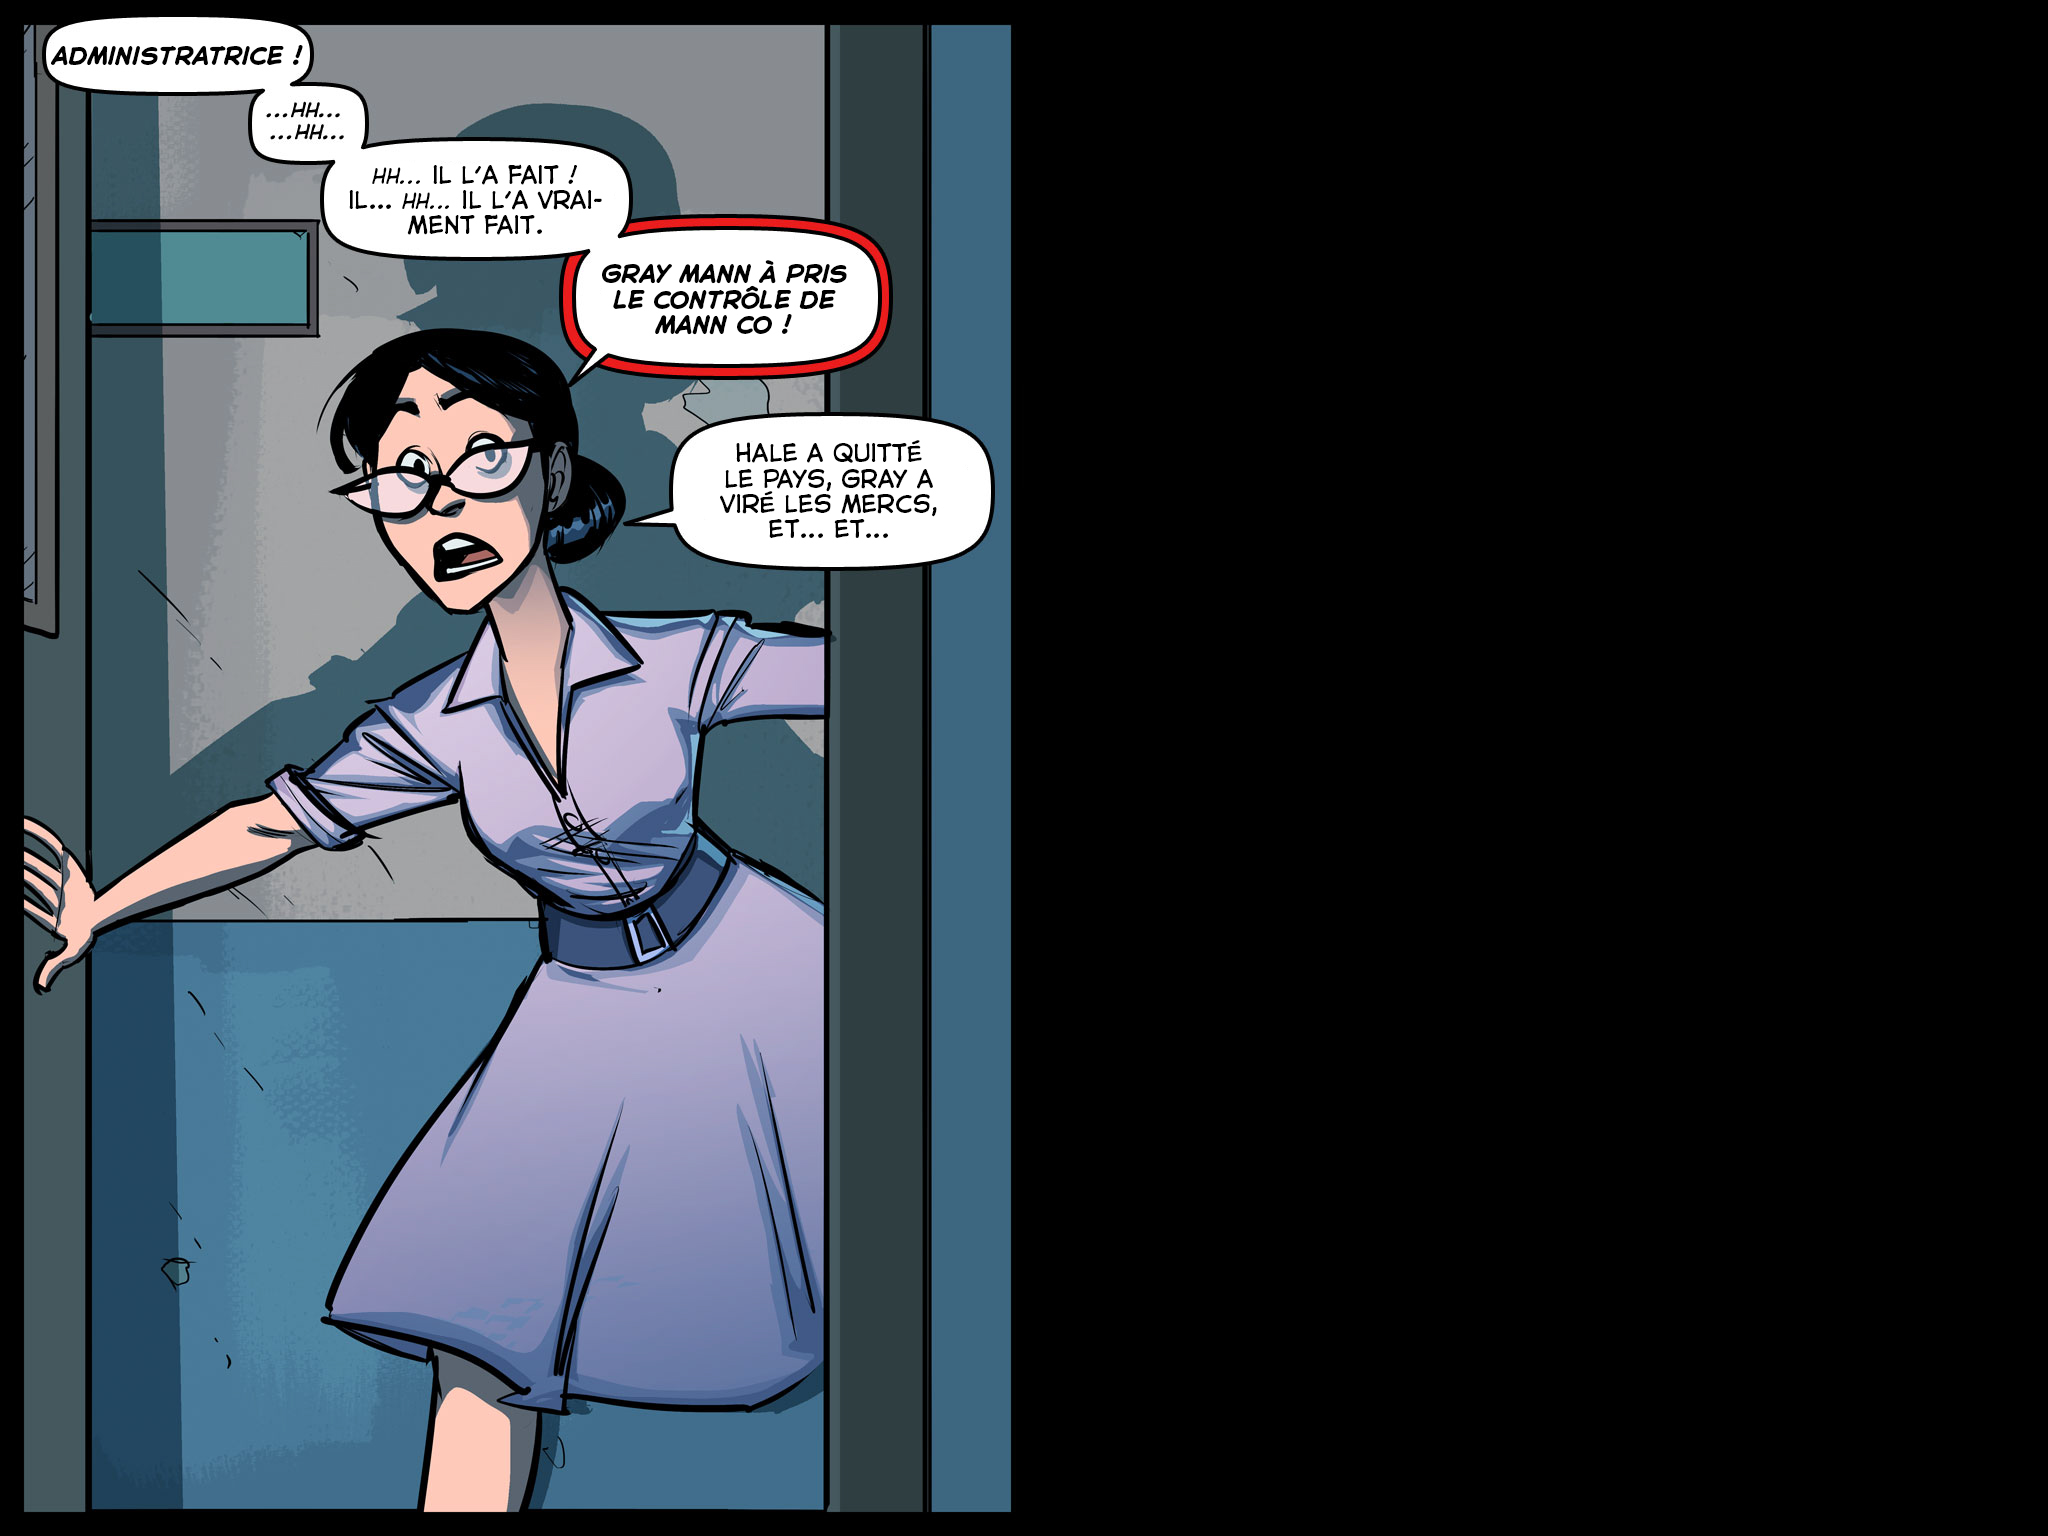 ADMINISTRATRICE !
...HH...
...HH...
HH... IL L'A FAIT !
IL... HH... IL L'A VRAI-
MENT FAIT.
GRAY MANN À PRIS
LE CONTRÔLE DE
MANN CO !
HALE A QUITTÉ
LE PAYS, GRAY A
VIRÉ LES MERCS,
ET... ET...